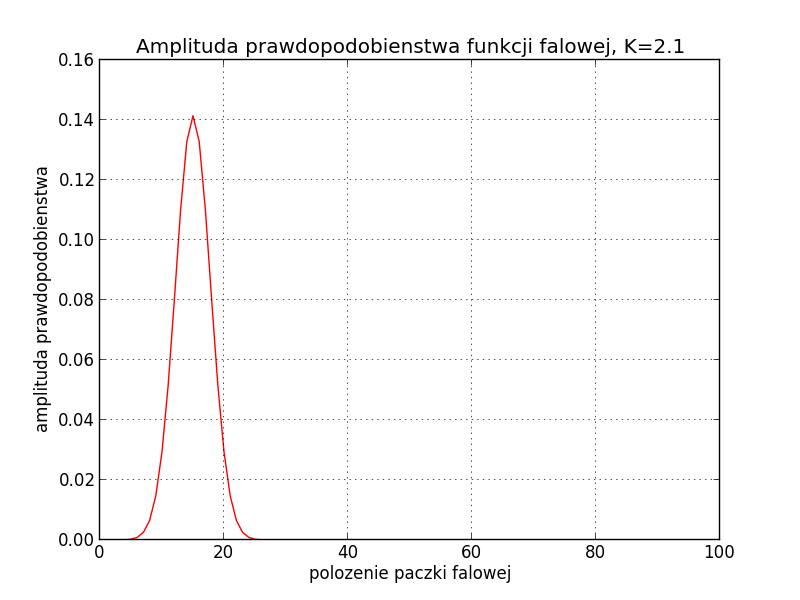 Amplituda prawdopodobienstwa funkcji falowej, K=2.1
0.16
0.14
0.12
0.10
0.08
0.06
0.04
0.02
0.00
amplituda prawdopodobienstwa
0 20 40 60 80 100
polozenie paczki falowej